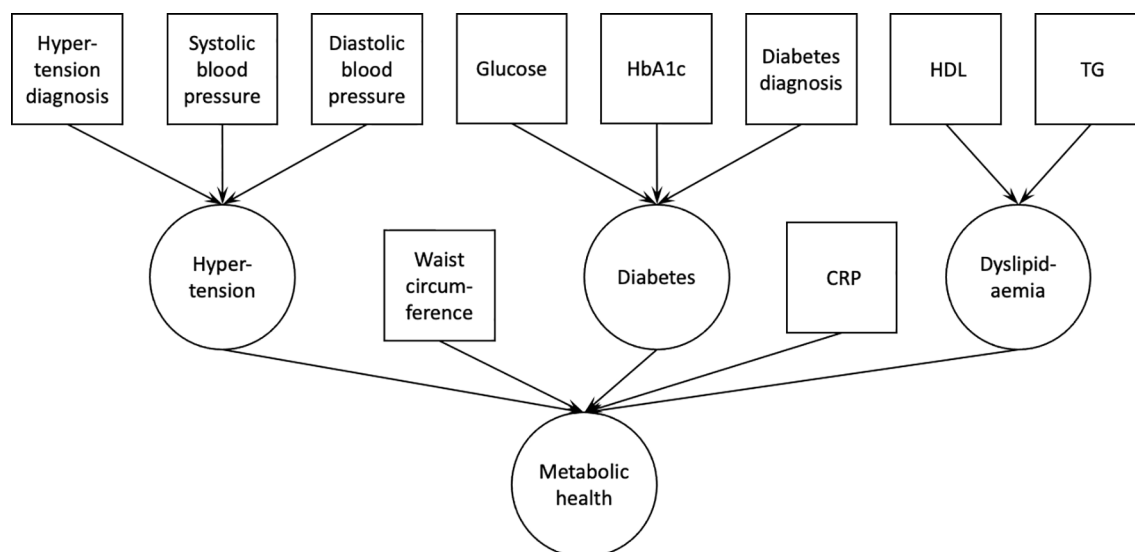 Hyper-
tension
diagnosis
Systolic
blood
pressure
Diastolic
blood
pressure
Glucose
HbA1c
Diabetes
diagnosis
HDL
TG
Hyper-
tension
Waist
circum-
ference
Diabetes
CRP
Dyslipid-
aemia
Metabolic
health